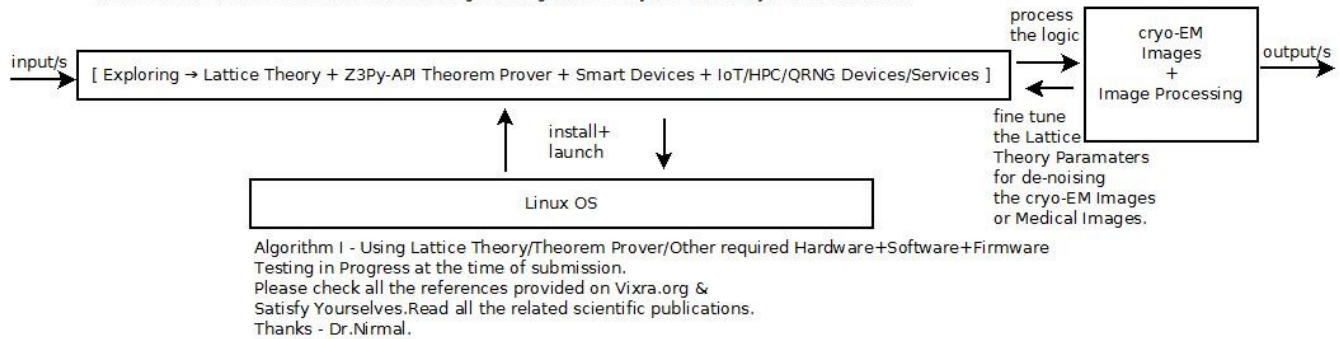 input/s
[ Exploring → Lattice Theory + Z3Py-API Theorem Prover + Smart Devices + IoT/HPC/QRNG Devices/Services ]
process
the logic
cryo-EM
Images
+
Image Processing
output/s
install+
launch
fine tune
the Lattice
Theory Paramaters
for de-noising
the cryo-EM Images
or Medical Images.
Linux OS
Algorithm I - Using Lattice Theory/Theorem Prover/Other required Hardware+Software+Firmware
Testing in Progress at the time of submission.
Please check all the references provided on Vixra.org &
Satisfy Yourselves.Read all the related scientific publications.
Thanks - Dr.Nirmal.